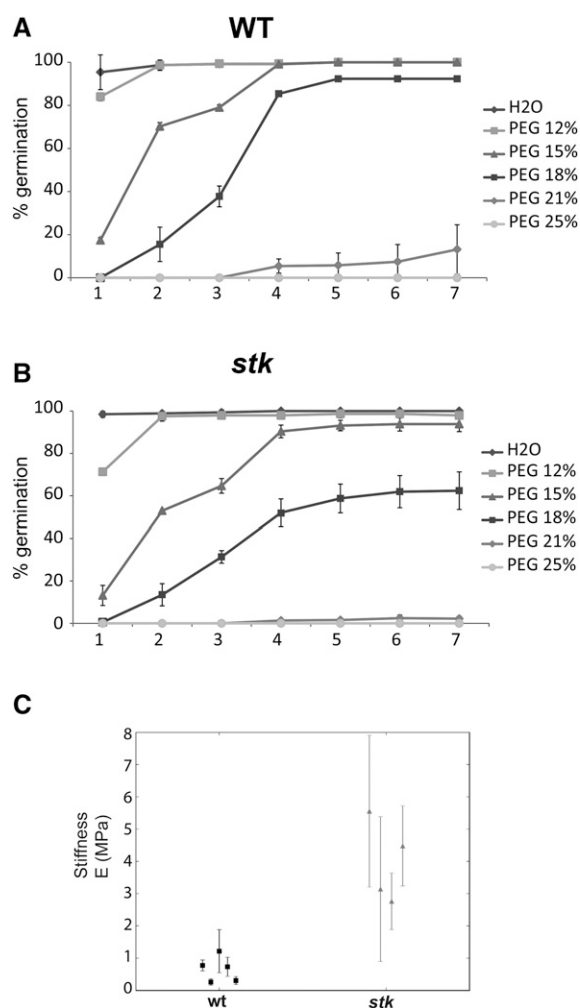 A
WT
100
80
60
40
20
0
% germination
1 2 3 4 5 6 7
H2O
PEG 12%
PEG 15%
PEG 18%
PEG 21%
PEG 25%
B
stk
100
80
60
40
20
0
% germination
1 2 3 4 5 6 7
H2O
PEG 12%
PEG 15%
PEG 18%
PEG 21%
PEG 25%
C
8
7
6
5
4
3
2
1
0
Stiffness
E (MPa)
wt stk